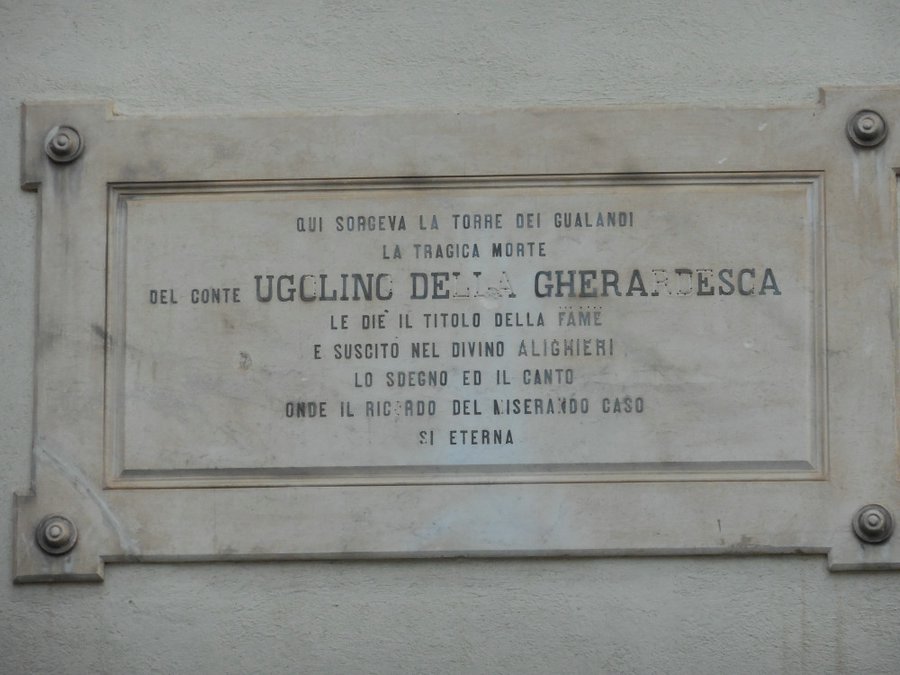 QUI SORGEVA LA TORRE DEI GUALANDI
LA TRAGICA MORTE
DEL CONTE UGOLINO DELLA GHERARDESCA
LE DIE' IL TITOLO DELLA FAME
E SUSCITÒ NEL DIVINO ALIGHIERI
LO SDEGNO ED IL CANTO
ONDE IL RICORDO DEL MISERANDO CASO
SI ETERNA